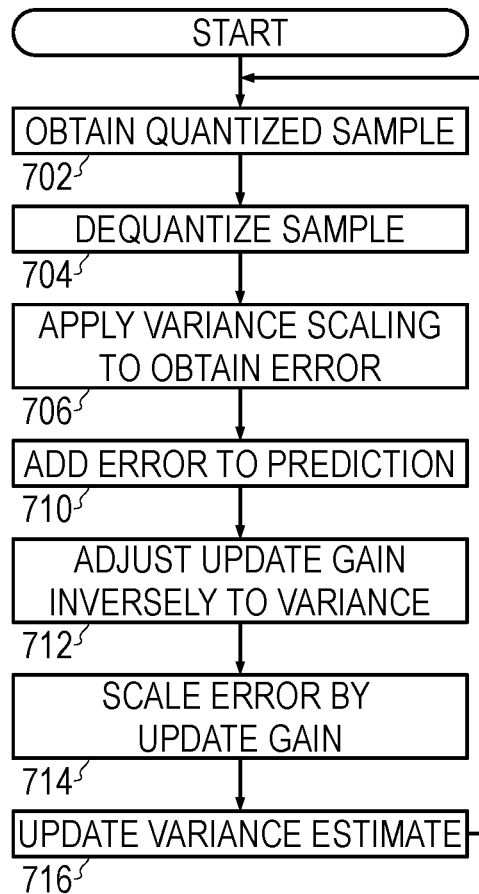 START
OBTAIN QUANTIZED SAMPLE
702
DEQUANTIZE SAMPLE
704
APPLY VARIANCE SCALING
TO OBTAIN ERROR
706
ADD ERROR TO PREDICTION
710
ADJUST UPDATE GAIN
INVERSELY TO VARIANCE
712
SCALE ERROR BY
UPDATE GAIN
714
UPDATE VARIANCE ESTIMATE
716